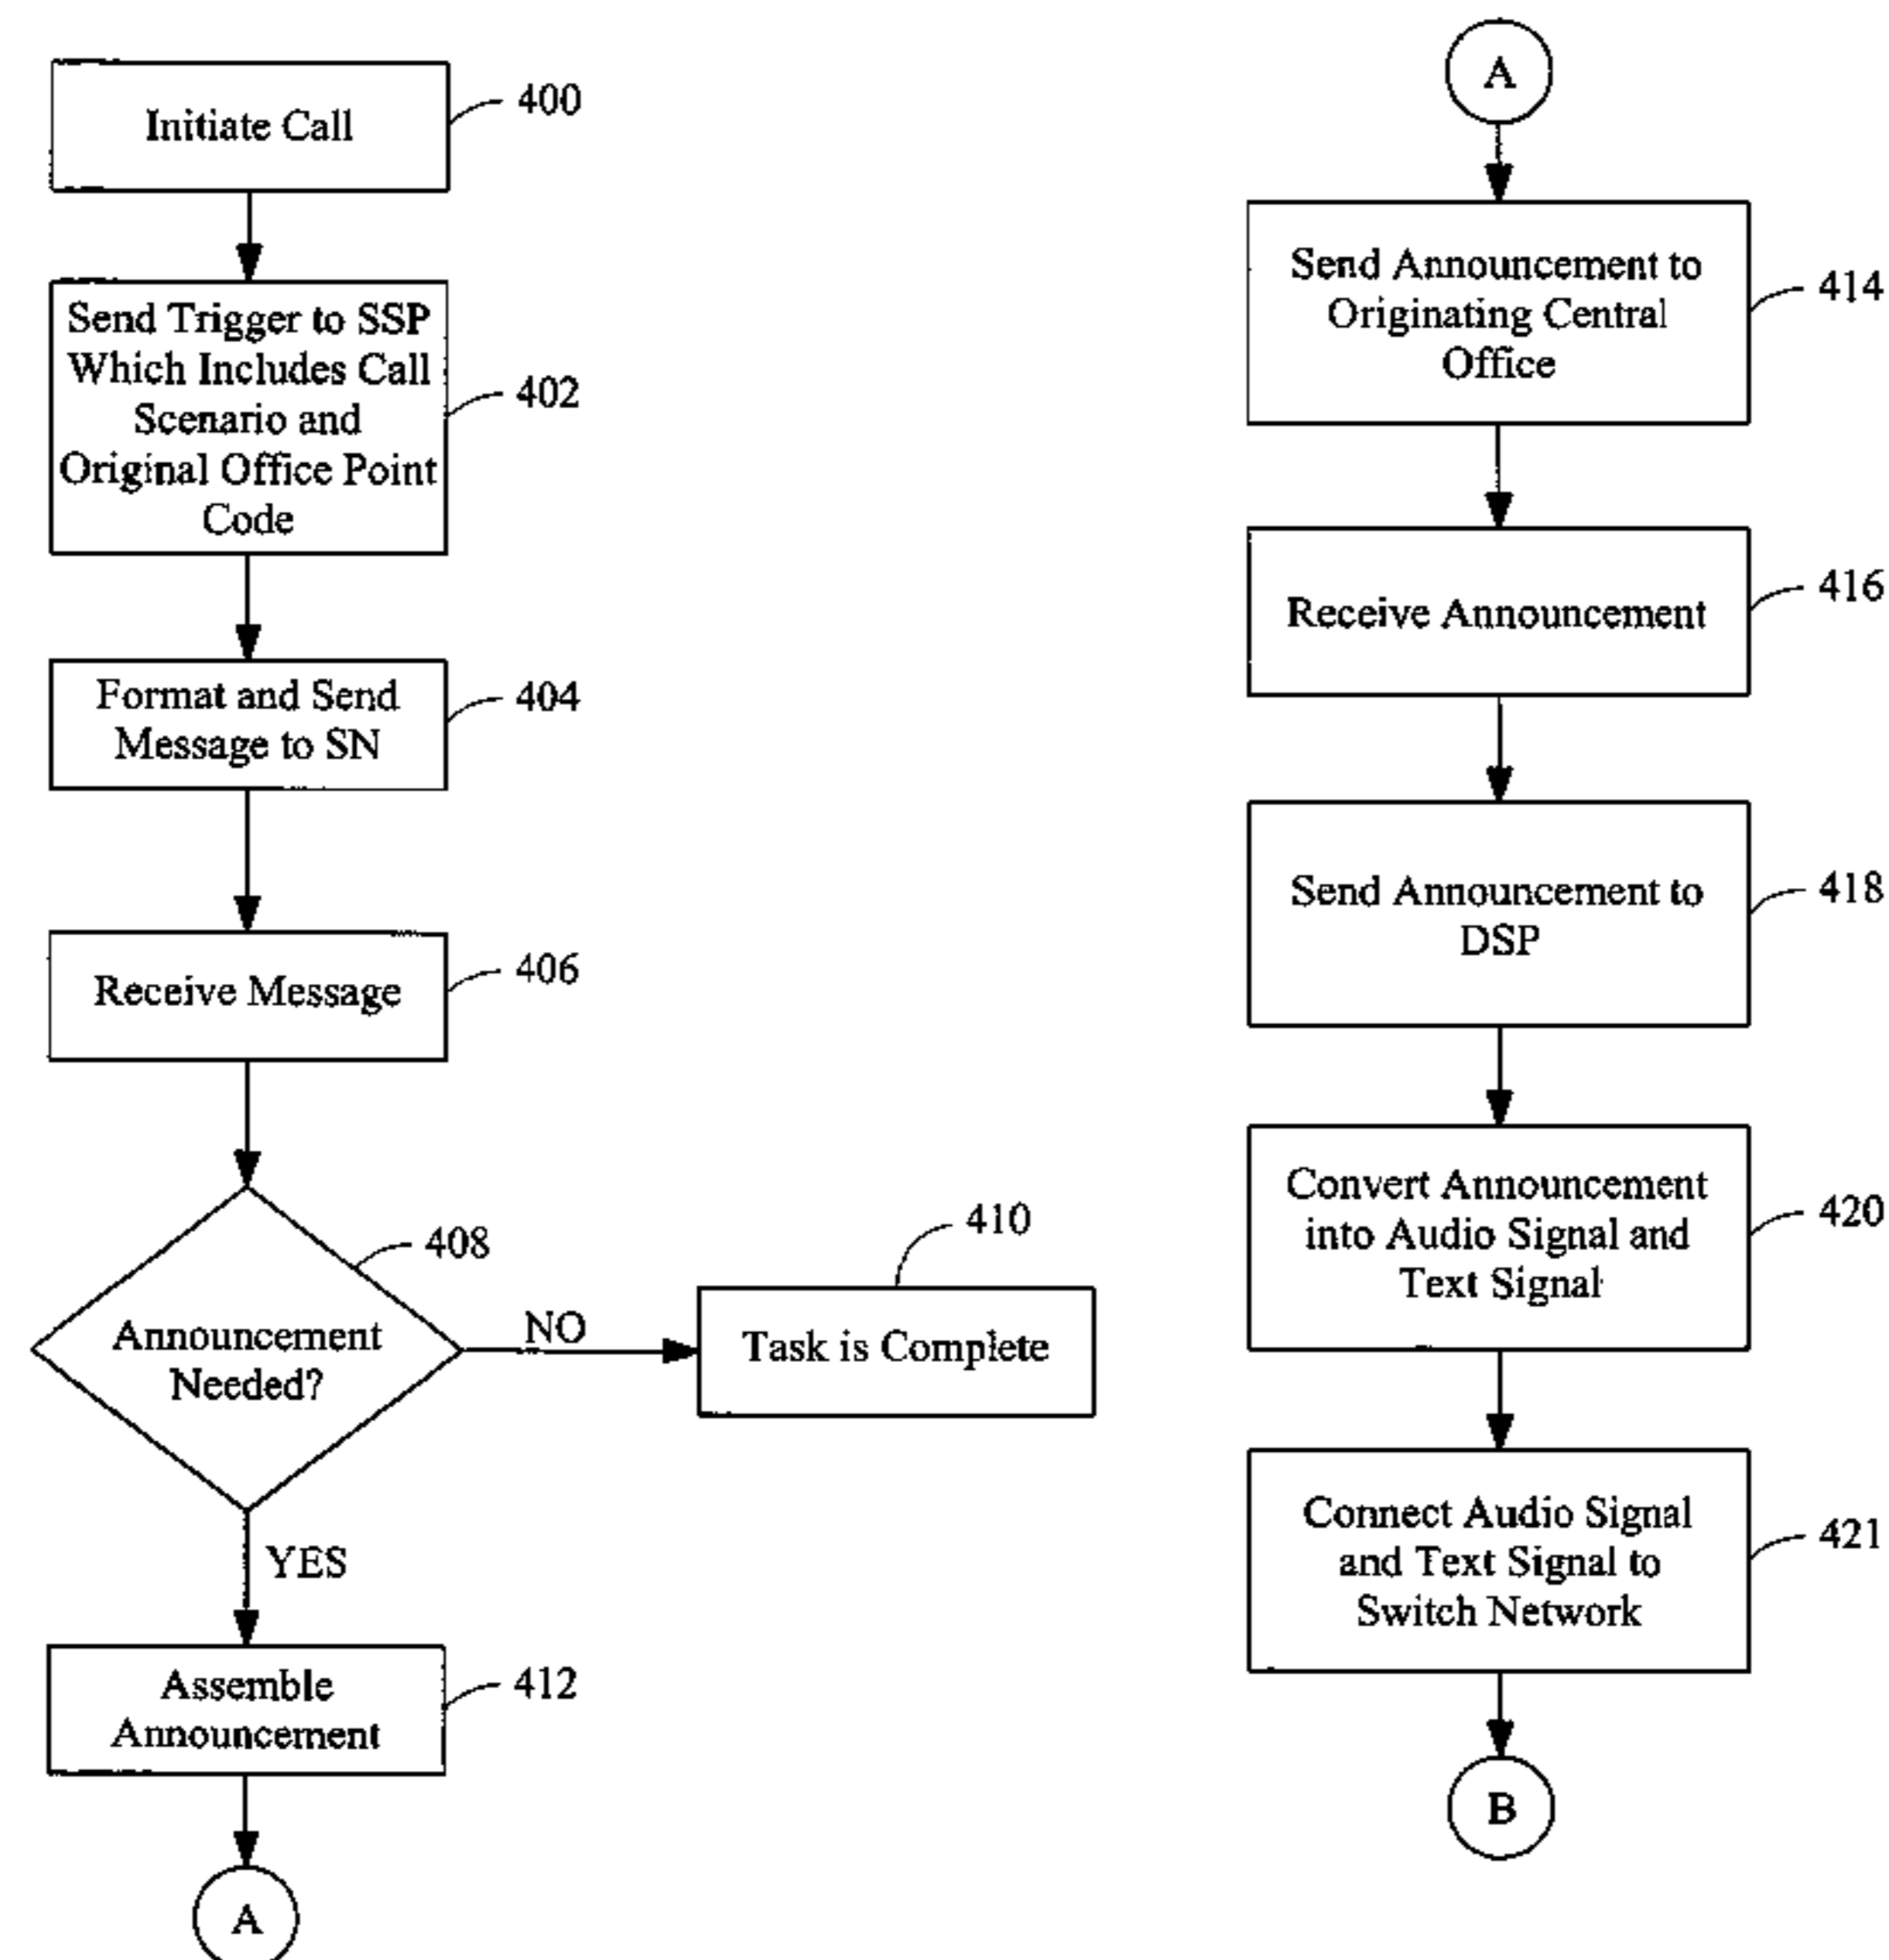 Initiate Call
400
Send Trigger to SSP
Which Includes Call
Scenario and
Original Office Point
Code
402
Format and Send
Message to SN
404
Receive Message
406
408
Announcement
Needed?
NO
410
Task is Complete
YES
Assemble
Announcement
412
A
A
Send Announcement to
Originating Central
Office
414
Receive Announcement
416
Send Announcement to
DSP
418
Convert Announcement
into Audio Signal and
Text Signal
420
Connect Audio Signal
and Text Signal to
Switch Network
421
B